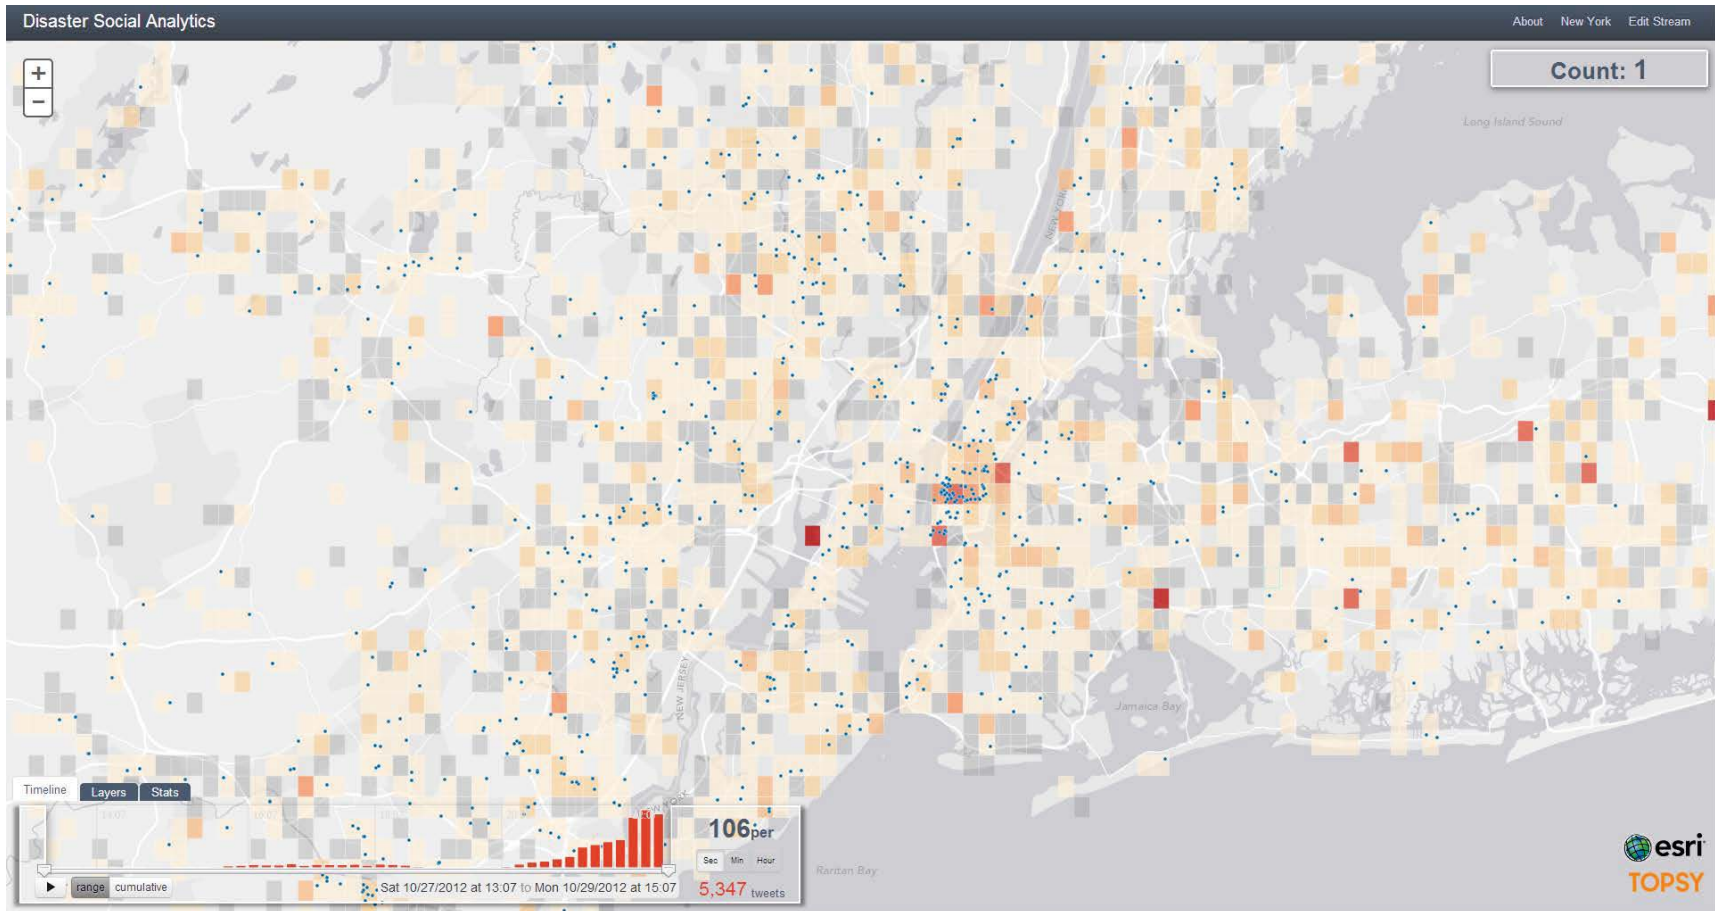 Disaster Social Analytics
About New York Edit Stream
+
Count: 1
−
Long Island Sound
NEW YORK
NEW JERSEY
Jamaica Bay
Timeline Layers Stats
NEW YORK
106per
Sec Min Hour
Raritan Bay
range cumulative
Sat 10/27/2012 at 13:07 to Mon 10/29/2012 at 15:07
5,347 tweets
esri
TOPSY